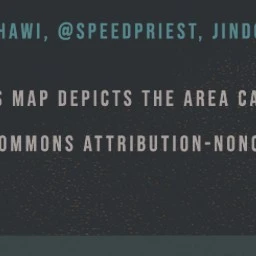 HAWI, @SPEEDPRIEST, JINDO
S MAP DEPICTS THE AREA CA
OMMONS ATTRIBUTION-NONC